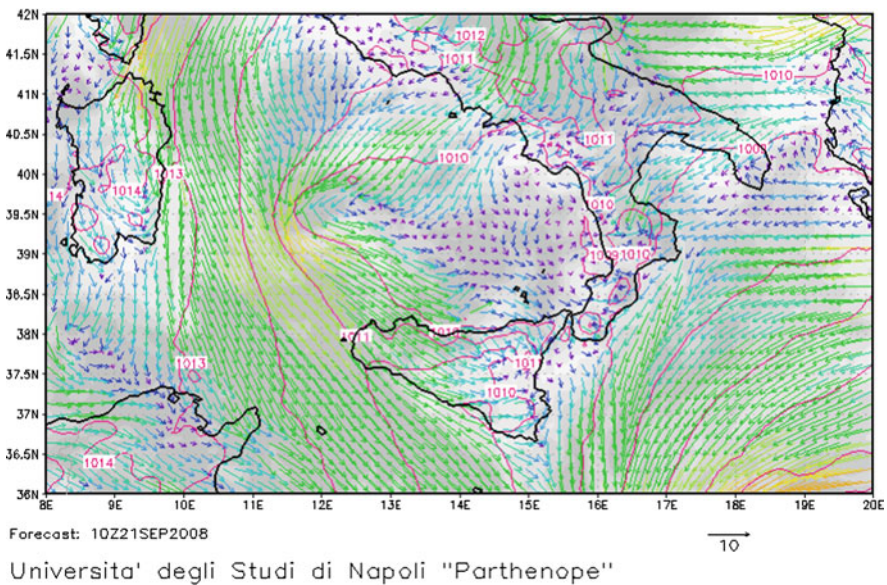 42N
1012
41.5N
1011
1010
41N
40.5N
1011
1009
1010
40N
1013
1014
14
1010
39.5N
39N
1010
38.5N
38N
1011
1013
37.5N
1010
37N
36.5N
1014
36N
8E 9E 10E 11E 12E 13E 14E 15E 16E 17E 18E 19E 20E
Forecast: 10Z21SEP2008
10
Universita' degli Studi di Napoli "Parthenope"